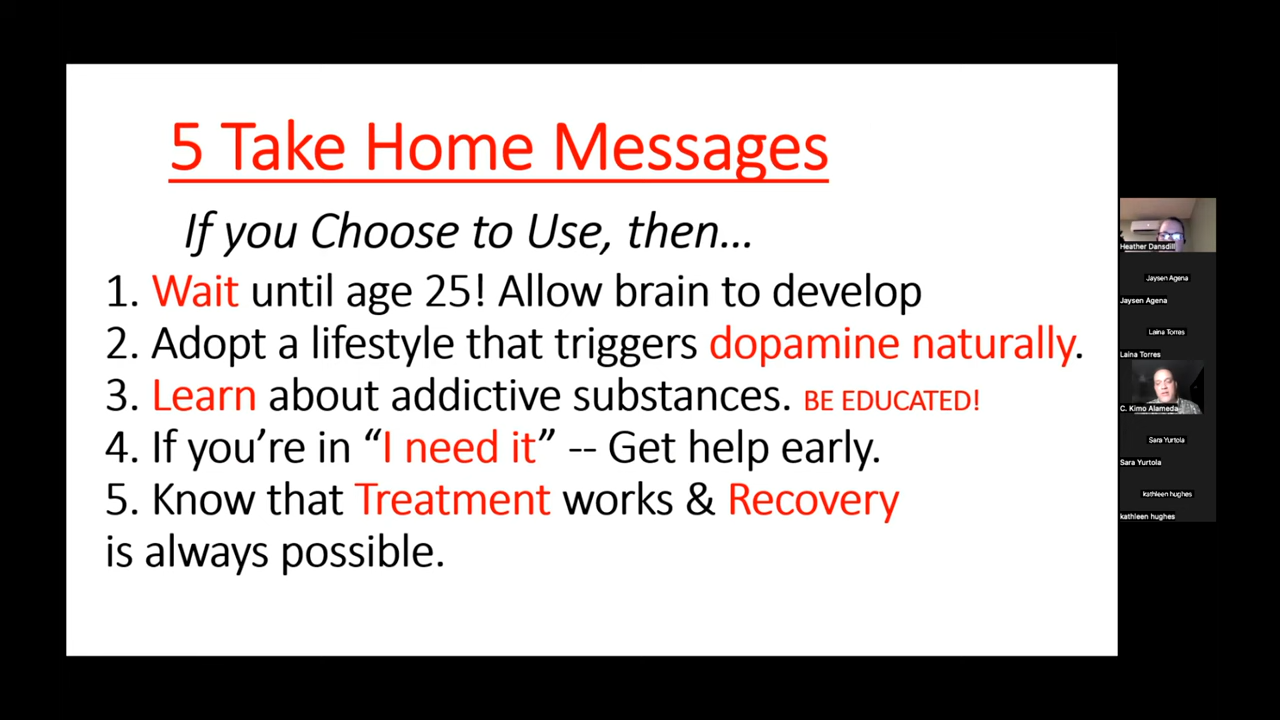 5 Take Home Messages
If you Choose to Use, then...
1. Wait until age 25! Allow brain to develop
2. Adopt a lifestyle that triggers dopamine naturally.
3. Learn about addictive substances. BE EDUCATED!
4. If you’re in “I need it” -- Get help early.
5. Know that Treatment works & Recovery
is always possible.
Heather Dansdill
Jaysen Agena
Jaysen Agena
Laina Torres
Laina Torres
C. Kimo Alameda
Sara Yurtola
Sara Yurtola
kathleen hughes
kathleen hughes